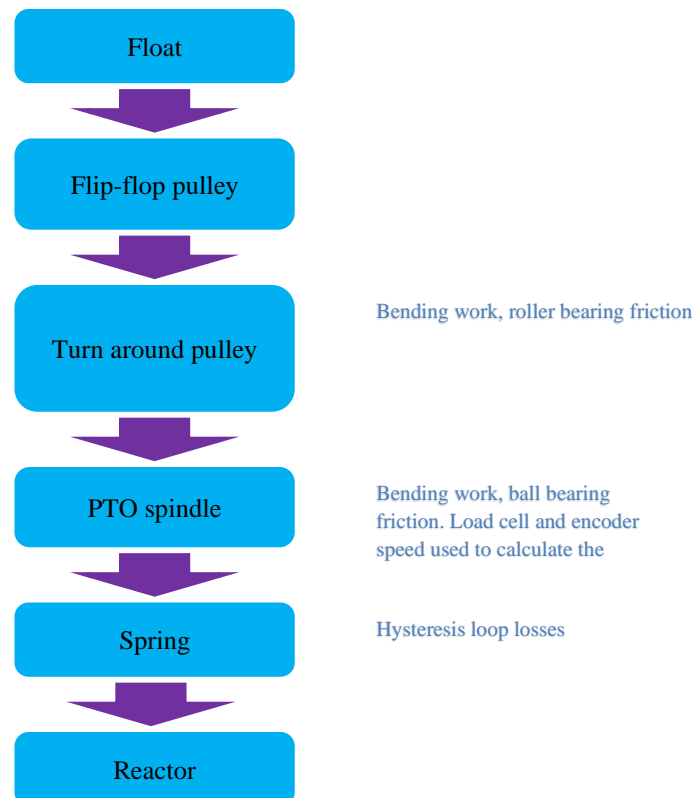 Float
Flip-flop pulley
Turn around pulley
Bending work, roller bearing friction
PTO spindle
Bending work, ball bearing
friction. Load cell and encoder
speed used to calculate the
Spring
Hysteresis loop losses
Reactor